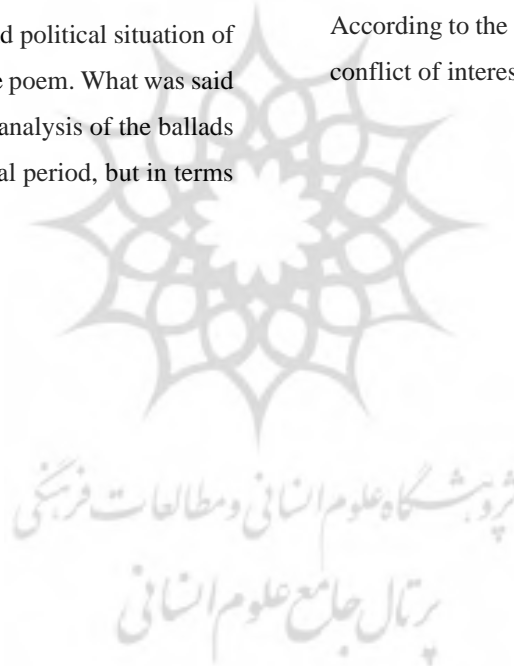 d political situation of
e poem. What was said
analysis of the ballads
al period, but in terms
According to the
conflict of interes
پژوهشگاه علوم انسانی و مطالعات فرهنگی
پرتال جامع علوم انسانی